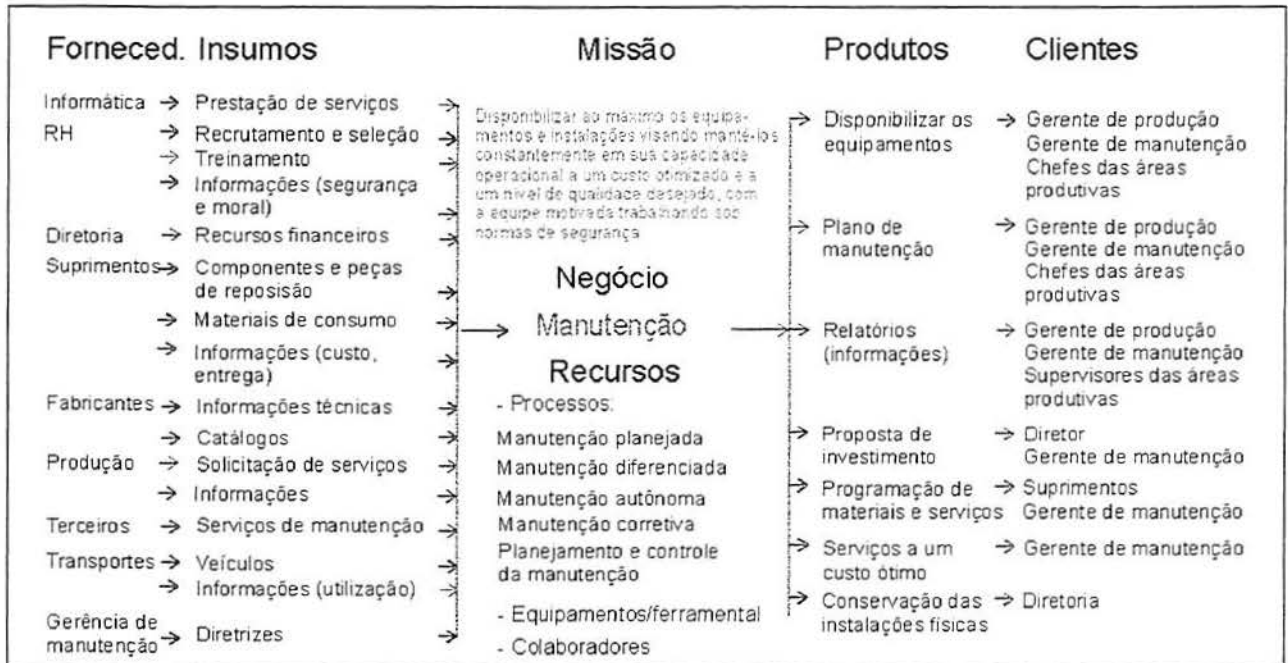 Forneced. Insumos Missão Produtos Clientes
Informática → Prestação de serviços →
RH → Recrutamento e seleção →
→ Treinamento →
→ Informações (segurança
e moral) →
Diretoria → Recursos financeiros →
Suprimentos → Componentes e peças
de reposisão →
→ Materiais de consumo →
→ Informações (custo,
entrega) →
Fabricantes → Informações técnicas →
→ Catálogos →
Produção → Solicitação de serviços →
→ Informações →
Terceiros → Serviços de manutenção →
Transportes → Veículos →
→ Informações (utilização) →
Gerência de
manutenção → Diretrizes →
Disponibilizar ao máximo os equipa-
mentos e instalações visando mantê-los
constantemente em sua capacidade
operacional a um custo otimizado e a
um nível de qualidade desejado, com
a equipe motivada trabalhando sob
normas de segurança
Negócio
→ Manutenção →
Recursos
- Processos:
Manutenção planejada
Manutenção diferenciada
Manutenção autônoma
Manutenção corretiva
Planejamento e controle
da manutenção
- Equipamentos/ferramental
- Colaboradores
→ Disponibilizar os → Gerente de produção
equipamentos Gerente de manutenção
Chefes das áreas
produtivas
→ Plano de → Gerente de produção
manutenção Gerente de manutenção
Chefes das áreas
produtivas
→ Relatórios → Gerente de produção
(informações) Gerente de manutenção
Supervisores das áreas
produtivas
→ Proposta de → Diretor
investimento Gerente de manutenção
→ Programação de → Suprimentos
materiais e serviços Gerente de manutenção
→ Serviços a um → Gerente de manutenção
custo ótimo
→ Conservação das → Diretoria
instalações físicas